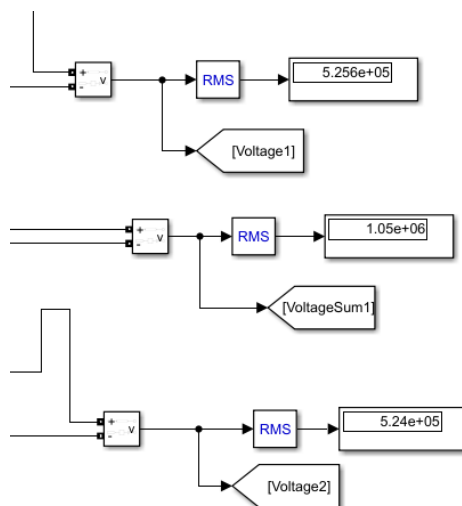 +
-
v
RMS
5.256e+05
[Voltage1]
+
-
v
RMS
1.05e+06
[VoltageSum1]
+
-
v
RMS
5.24e+05
[Voltage2]